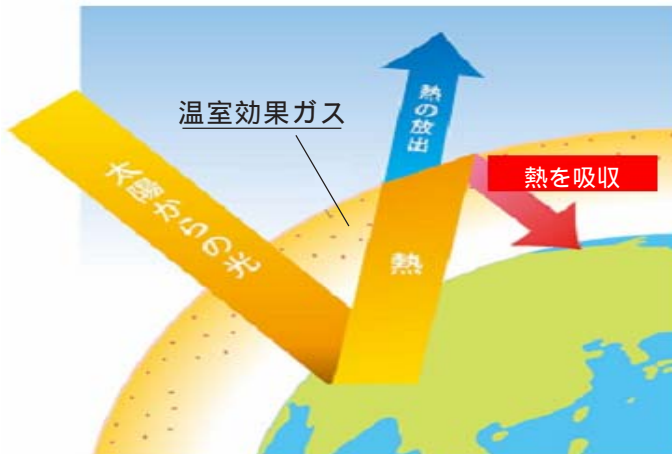 温室効果ガス
熱の放出
熱を吸収
太陽からの光
熱